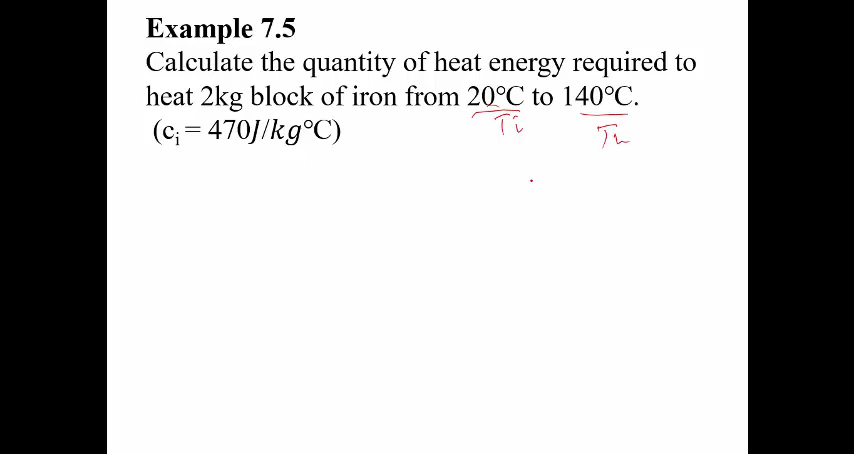 Example 7.5
Calculate the quantity of heat energy required to
heat 2kg block of iron from 20°C to 140°C.
(cᵢ = 470J/kg°C)